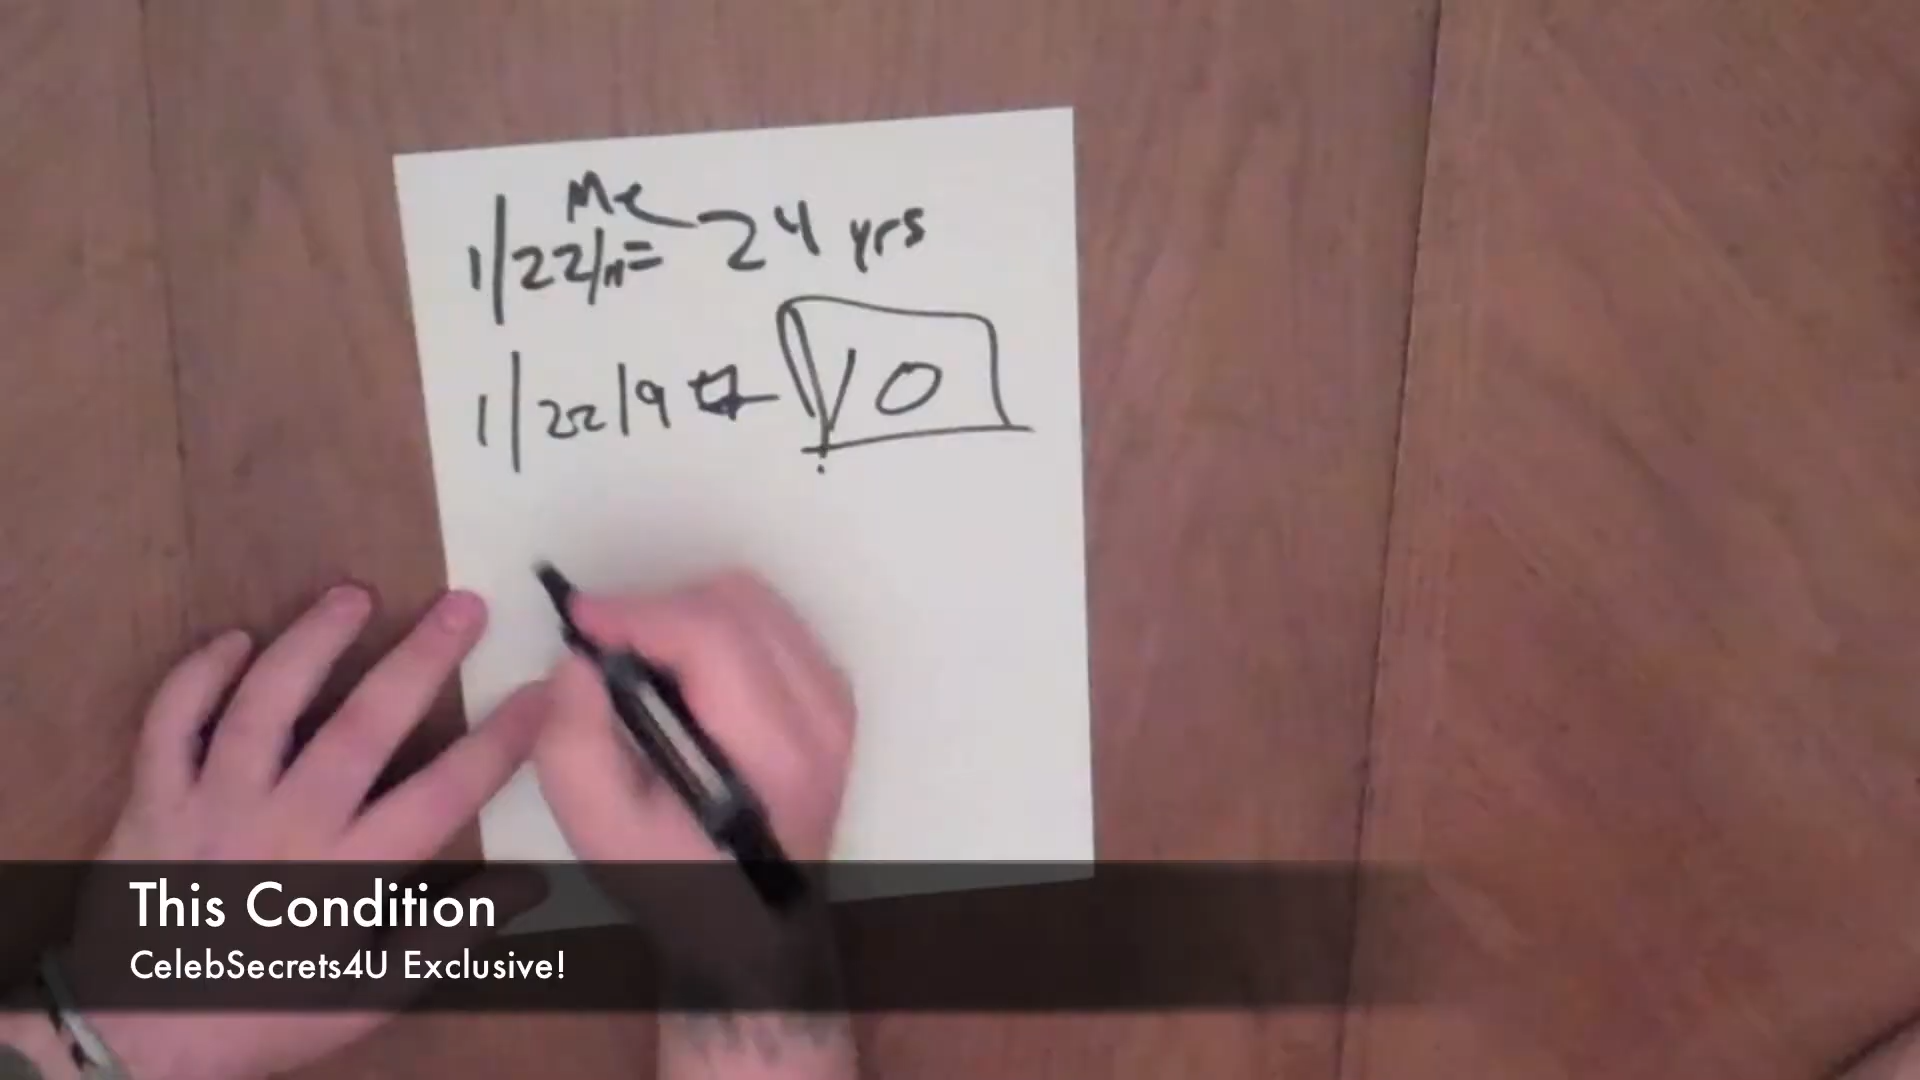 Me
1/22/11= 24 yrs
1/22/9 10
This Condition
CelebSecrets4U Exclusive!